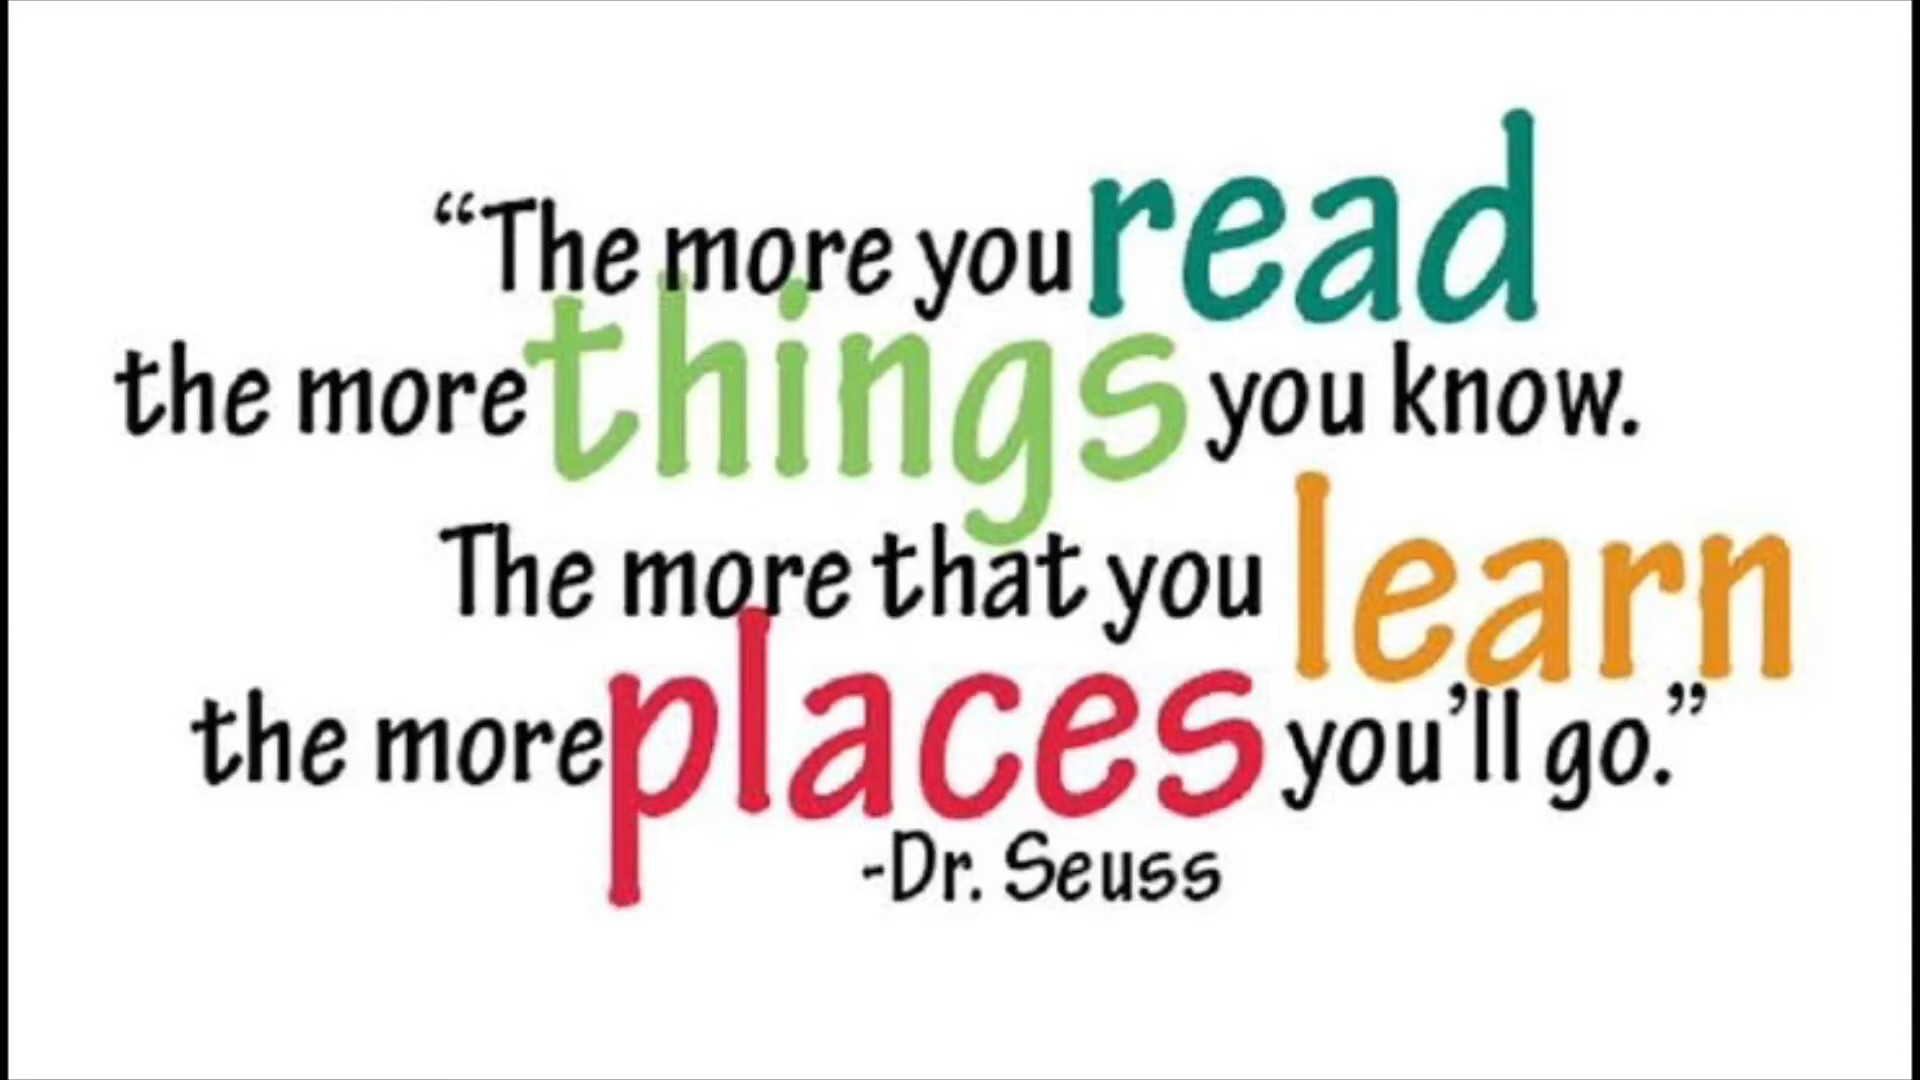 “The more you read
the more things you know.
The more that you learn
the more places you'll go.”
-Dr. Seuss